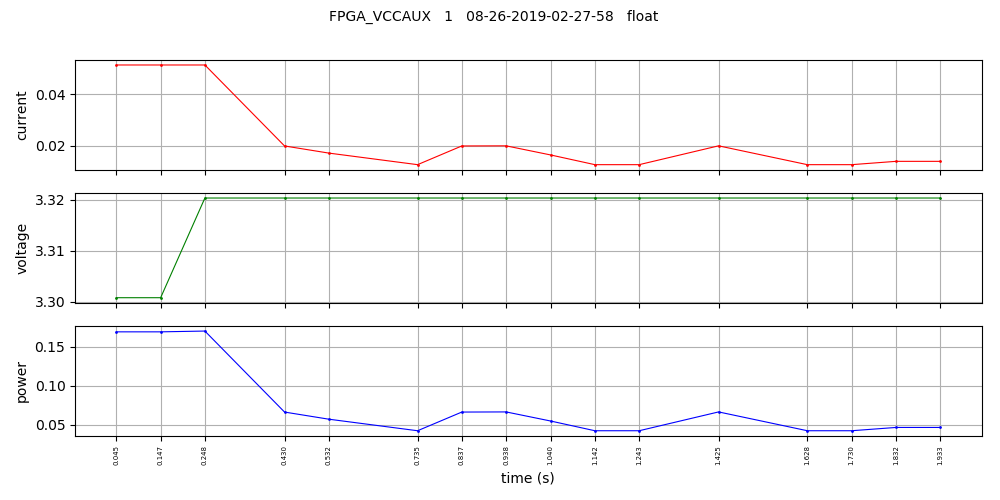 FPGA_VCCAUX 1 08-26-2019-02-27-58 float
current
0.04
0.02
voltage
3.32
3.31
3.30
power
0.15
0.10
0.05
0.045 0.147 0.248 0.430 0.532 0.735 0.837 0.938 1.040 1.142 1.243 1.425 1.628 1.730 1.832 1.933
time (s)